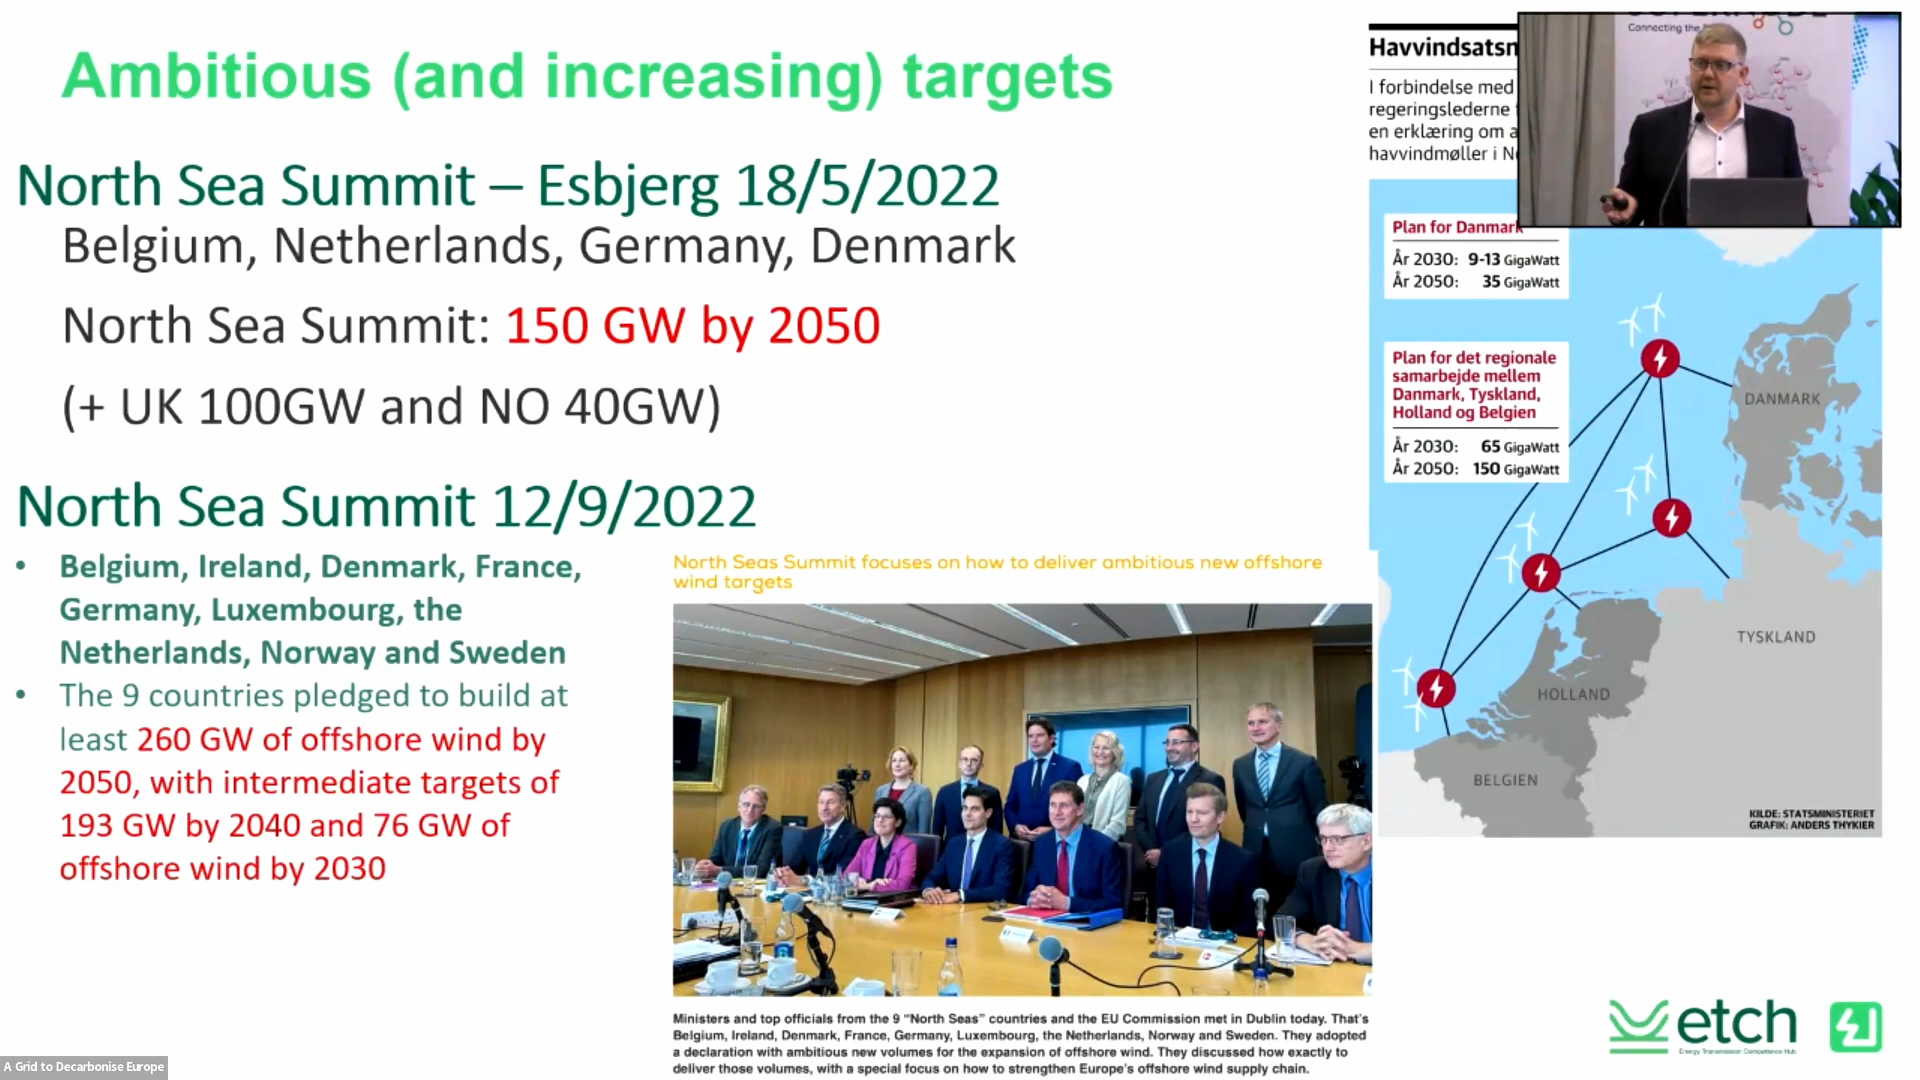 Ambitious (and increasing) targets
North Sea Summit – Esbjerg 18/5/2022
Belgium, Netherlands, Germany, Denmark
North Sea Summit: 150 GW by 2050
(+ UK 100GW and NO 40GW)
North Sea Summit 12/9/2022
• Belgium, Ireland, Denmark, France,
Germany, Luxembourg, the
Netherlands, Norway and Sweden
• The 9 countries pledged to build at
least 260 GW of offshore wind by
2050, with intermediate targets of
193 GW by 2040 and 76 GW of
offshore wind by 2030
North Seas Summit focuses on how to deliver ambitious new offshore
wind targets
Ministers and top officials from the 9 “North Seas” countries and the EU Commission met in Dublin today. That’s
Belgium, Ireland, Denmark, France, Germany, Luxembourg, the Netherlands, Norway and Sweden. They adopted
a declaration with ambitious new volumes for the expansion of offshore wind. They discussed how exactly to
deliver those volumes, with a special focus on how to strengthen Europe’s offshore wind supply chain.
I forbindelse med
regeringslederne
en erklæring om
havvindmøller i
Connecting the
Plan for Danmark
År 2030: 9-13 GigaWatt
År 2050: 35 GigaWatt
Plan for det regionale
samarbejde mellem
Danmark, Tyskland,
Holland og Belgien
År 2030: 65 GigaWatt
År 2050: 150 GigaWatt
DANMARK
TYSKLAND
HOLLAND
BELGIEN
KILDE: STATSMINISTERIET
GRAFIK: ANDERS THYKIER
etch
Energy Transmission Competence Hub
A Grid to Decarbonise Europe